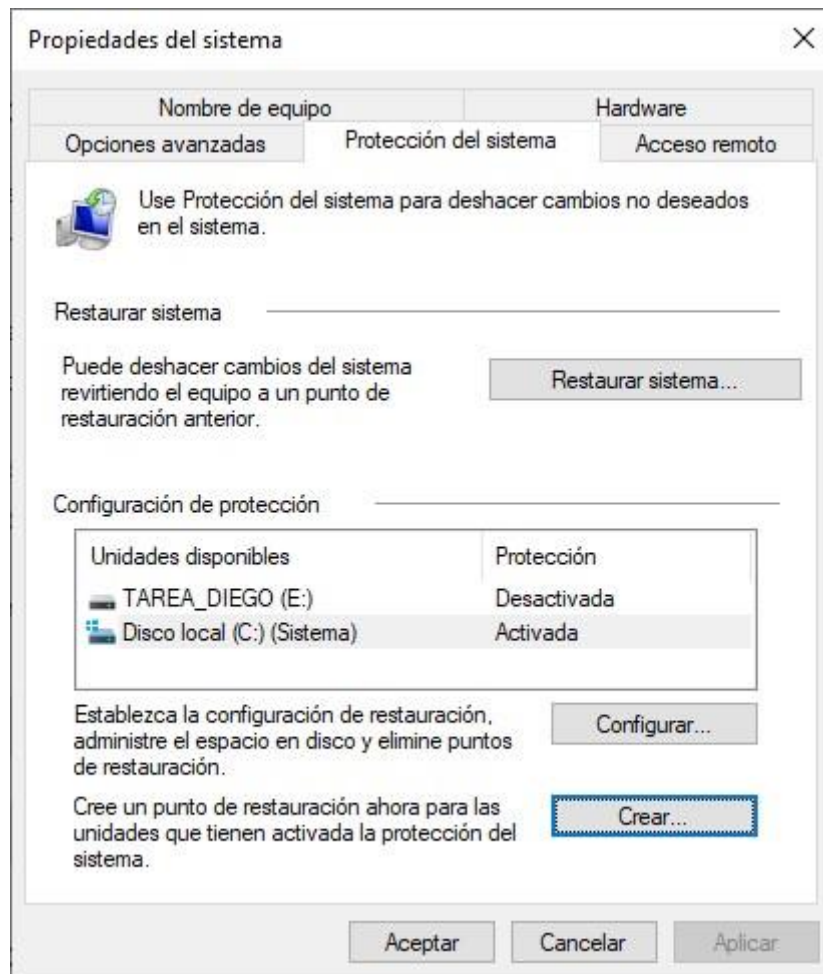 Propiedades del sistema
Nombre de equipo
Hardware
Opciones avanzadas
Protección del sistema
Acceso remoto
Use Protección del sistema para deshacer cambios no deseados
en el sistema.
Restaurar sistema
Puede deshacer cambios del sistema
revirtiendo el equipo a un punto de
restauración anterior.
Restaurar sistema...
Configuración de protección
Unidades disponibles
Protección
TAREA_DIEGO (E:)
Desactivada
Disco local (C:) (Sistema)
Activada
Establezca la configuración de restauración,
administre el espacio en disco y elimine puntos
de restauración.
Configurar...
Cree un punto de restauración ahora para las
unidades que tienen activada la protección del
sistema.
Crear...
Aceptar
Cancelar
Aplicar